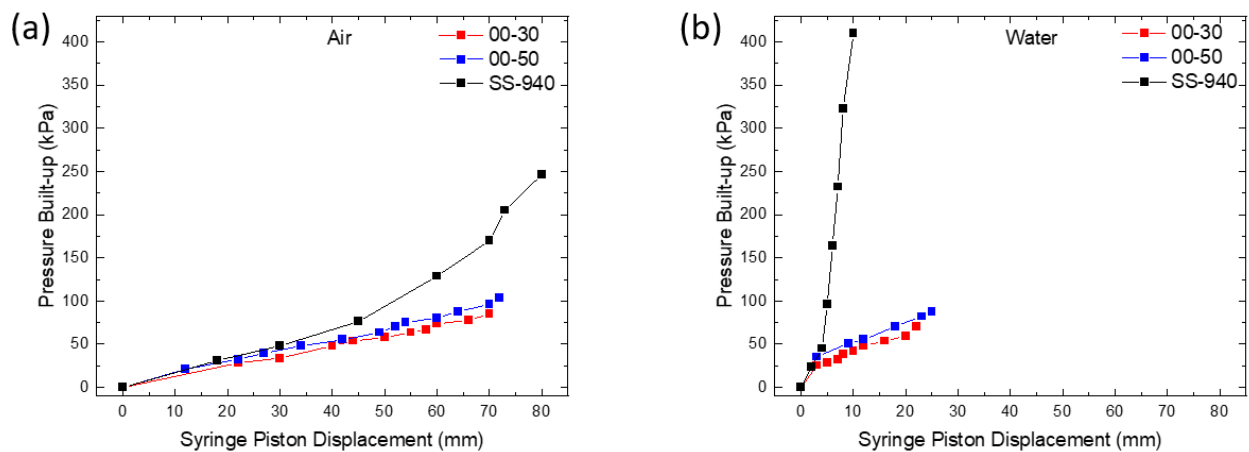 (a)
Air
00-30
00-50
SS-940
Pressure Built-up (kPa)
400
350
300
250
200
150
100
50
0
0 10 20 30 40 50 60 70 80
Syringe Piston Displacement (mm)
(b)
Water
00-30
00-50
SS-940
Pressure Built-up (kPa)
400
350
300
250
200
150
100
50
0
0 10 20 30 40 50 60 70 80
Syringe Piston Displacement (mm)